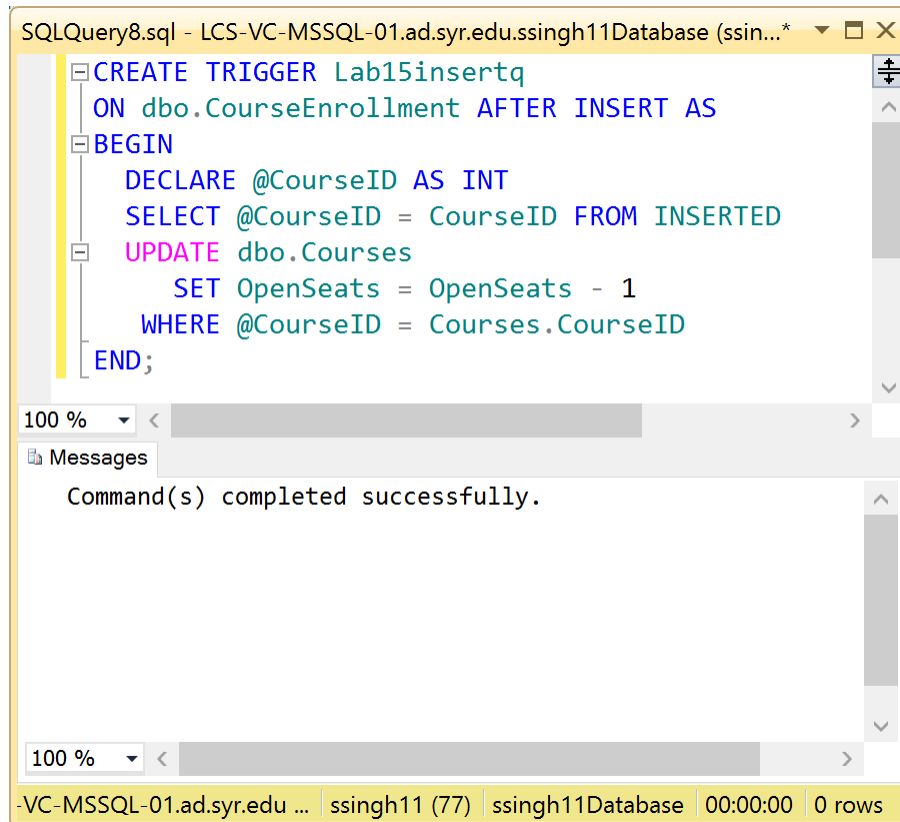 SQLQuery8.sql - LCS-VC-MSSQL-01.ad.syr.edu.ssingh11Database (ssin...*
CREATE TRIGGER Lab15insertq
ON dbo.CourseEnrollment AFTER INSERT AS
BEGIN
DECLARE @CourseID AS INT
SELECT @CourseID = CourseID FROM INSERTED
UPDATE dbo.Courses
SET OpenSeats = OpenSeats - 1
WHERE @CourseID = Courses.CourseID
END;
100 %
Messages
Command(s) completed successfully.
100 %
-VC-MSSQL-01.ad.syr.edu ... ssingh11 (77) ssingh11Database 00:00:00 0 rows